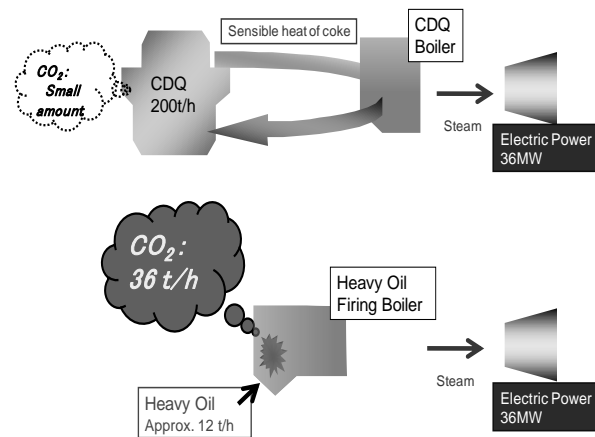 Sensible heat of coke
CDQ
Boiler
CO₂:
Small
amount
CDQ
200t/h
Steam
Electric Power
36MW
CO₂:
36 t/h
Heavy Oil
Firing Boiler
Steam
Heavy Oil
Approx. 12 t/h
Electric Power
36MW